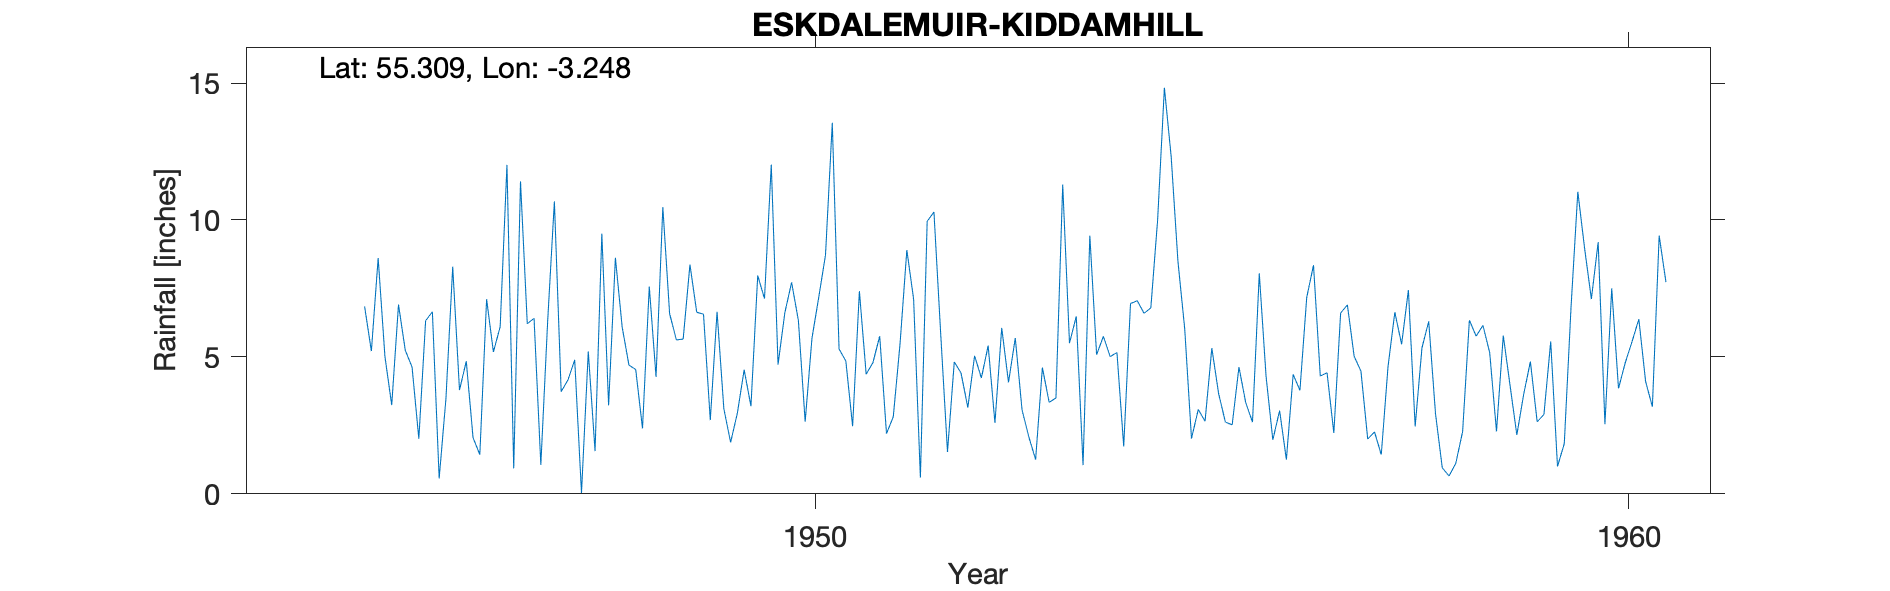 ESKDALEMUIR-KIDDAMHILL
Lat: 55.309, Lon: -3.248
15
10
5
0
Rainfall [inches]
1950
1960
Year